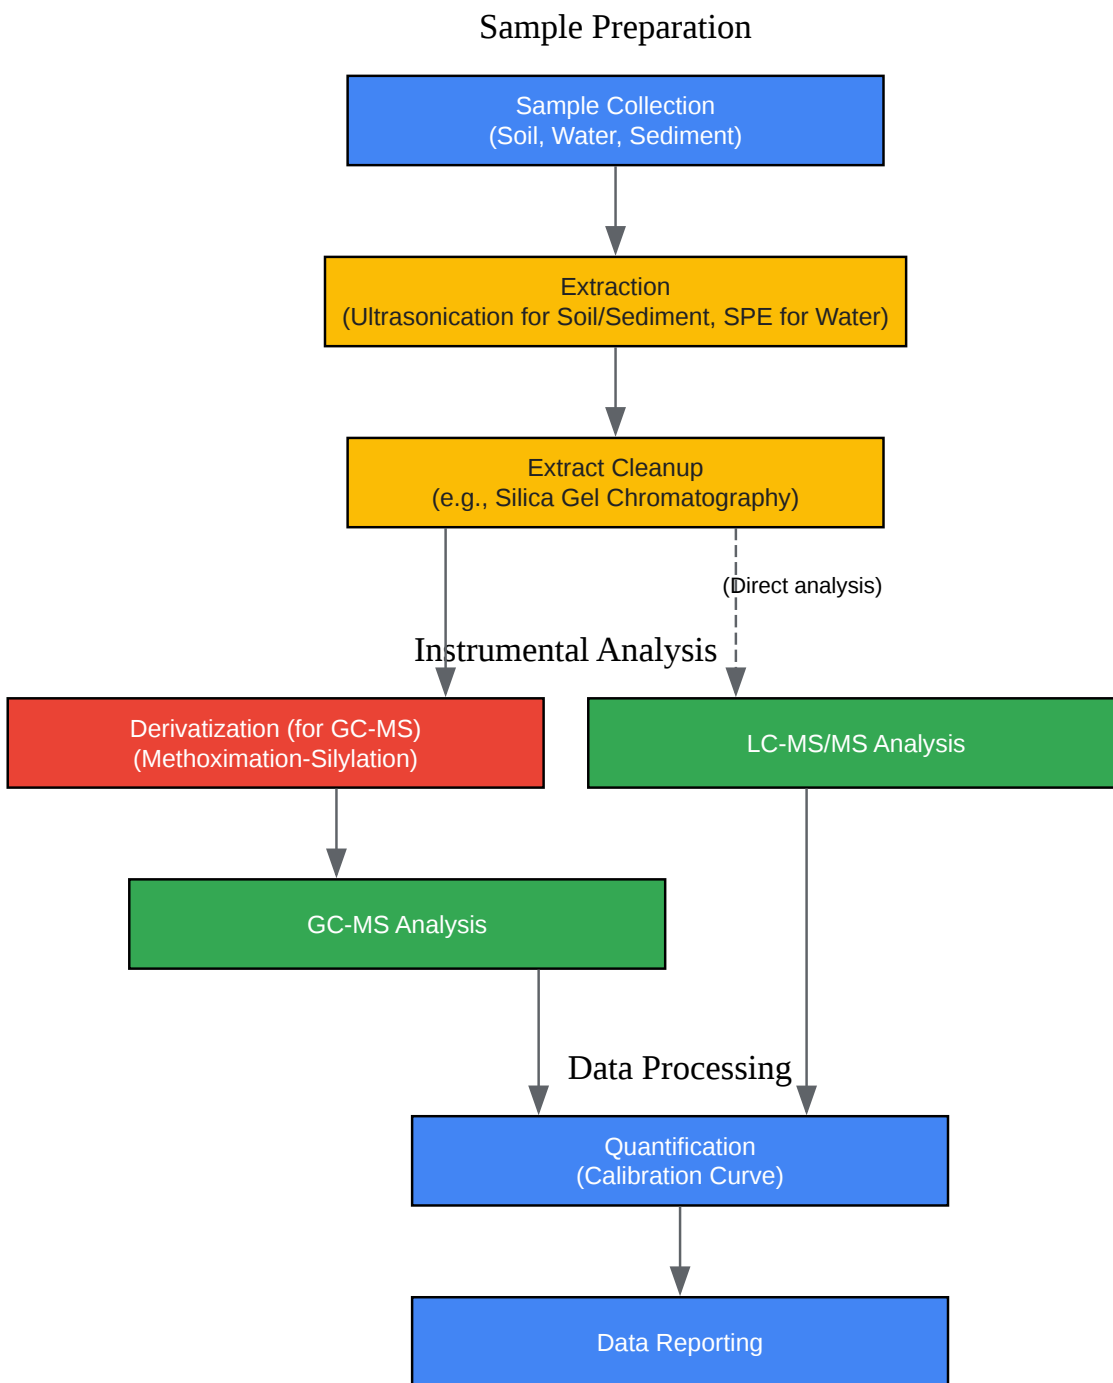 Sample Preparation
Sample Collection
(Soil, Water, Sediment)
Extraction
(Ultrasonication for Soil/Sediment, SPE for Water)
Extract Cleanup
(e.g., Silica Gel Chromatography)
(Direct analysis)
Instrumental Analysis
Derivatization (for GC-MS)
(Methoximation-Silylation)
LC-MS/MS Analysis
GC-MS Analysis
Data Processing
Quantification
(Calibration Curve)
Data Reporting